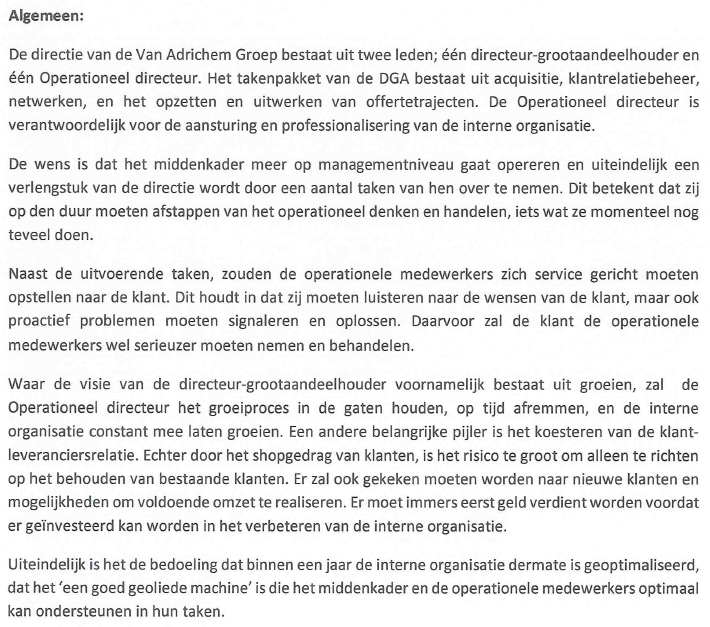 Algemeen:
De directie van de Van Adrichem Groep bestaat uit twee leden; één directeur-grootaandeelhouder en
één Operationeel directeur. Het takenpakket van de DGA bestaat uit acquisitie, klantrelatiebeheer,
netwerken, en het opzetten en uitwerken van offertetrajecten. De Operationeel directeur is
verantwoordelijk voor de aansturing en professionalisering van de interne organisatie.
De wens is dat het middenkader meer op managementniveau gaat opereren en uiteindelijk een
verlengstuk van de directie wordt door een aantal taken van hen over te nemen. Dit betekent dat zij
op den duur moeten afstappen van het operationeel denken en handelen, iets wat ze momenteel nog
teveel doen.
Naast de uitvoerende taken, zouden de operationele medewerkers zich service gericht moeten
opstellen naar de klant. Dit houdt in dat zij moeten luisteren naar de wensen van de klant, maar ook
proactief problemen moeten signaleren en oplossen. Daarvoor zal de klant de operationele
medewerkers wel serieuzer moeten nemen en behandelen.
Waar de visie van de directeur-grootaandeelhouder voornamelijk bestaat uit groeien, zal de
Operationeel directeur het groeiproces in de gaten houden, op tijd afremmen, en de interne
organisatie constant mee laten groeien. Een andere belangrijke pijler is het koesteren van de klant-
leveranciersrelatie. Echter door het shopgedrag van klanten, is het risico te groot om alleen te richten
op het behouden van bestaande klanten. Er zal ook gekeken moeten worden naar nieuwe klanten en
mogelijkheden om voldoende omzet te realiseren. Er moet immers eerst geld verdient worden voordat
er geïnvesteerd kan worden in het verbeteren van de interne organisatie.
Uiteindelijk is het de bedoeling dat binnen een jaar de interne organisatie dermate is geoptimaliseerd,
dat het ‘een goed geoliede machine’ is die het middenkader en de operationele medewerkers optimaal
kan ondersteunen in hun taken.